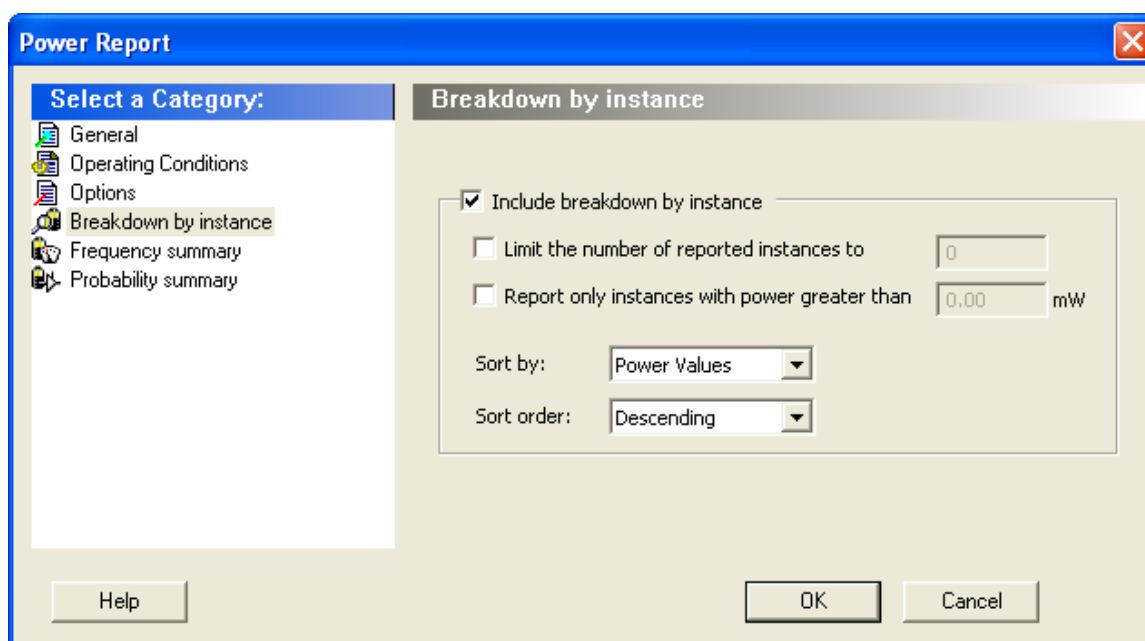 Power Report
Select a Category:
General
Operating Conditions
Options
Breakdown by instance
Frequency summary
Probability summary
Breakdown by instance
Include breakdown by instance
Limit the number of reported instances to 0
Report only instances with power greater than 0.00 mW
Sort by: Power Values
Sort order: Descending
Help OK Cancel